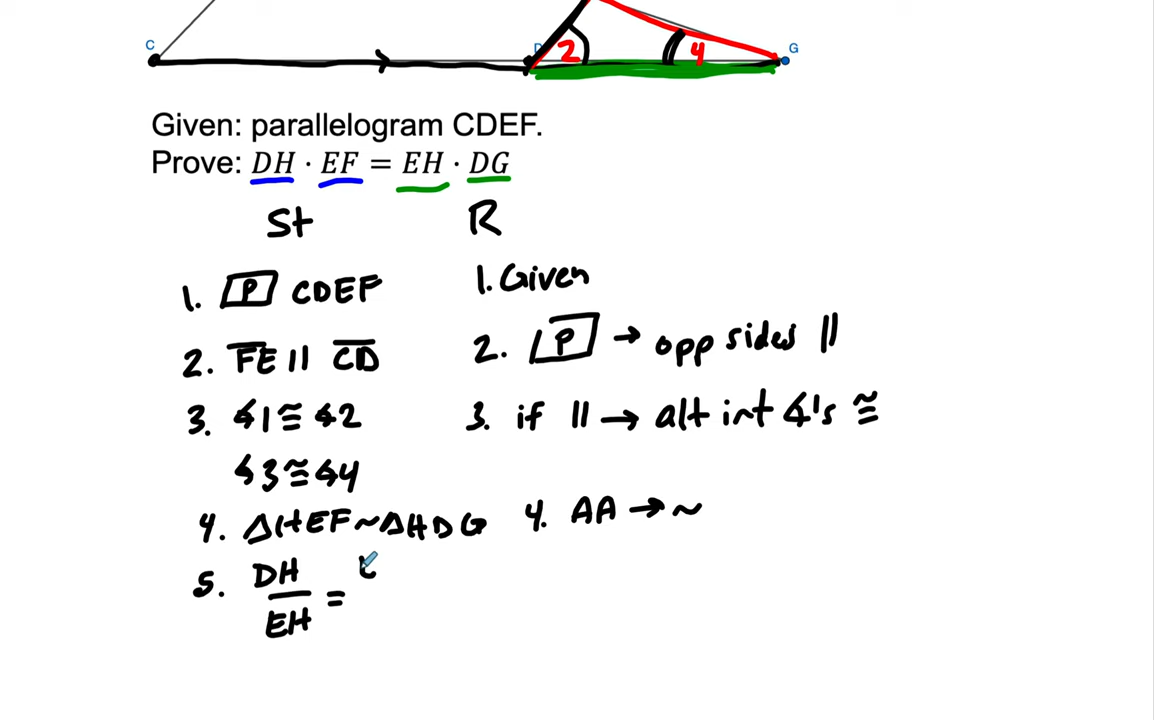 C D 2 4 G
Given: parallelogram CDEF.
Prove: DH · EF = EH · DG
St R
1. P CDEF 1. Given
2. FE || CD 2. P → opp sides ||
3. ∡1 ≅ ∡2 3. if || → alt int ∡'s ≅
∡3 ≅ ∡4
4. △HEF ~ △HDG 4. AA → ~
5. DH/EH =